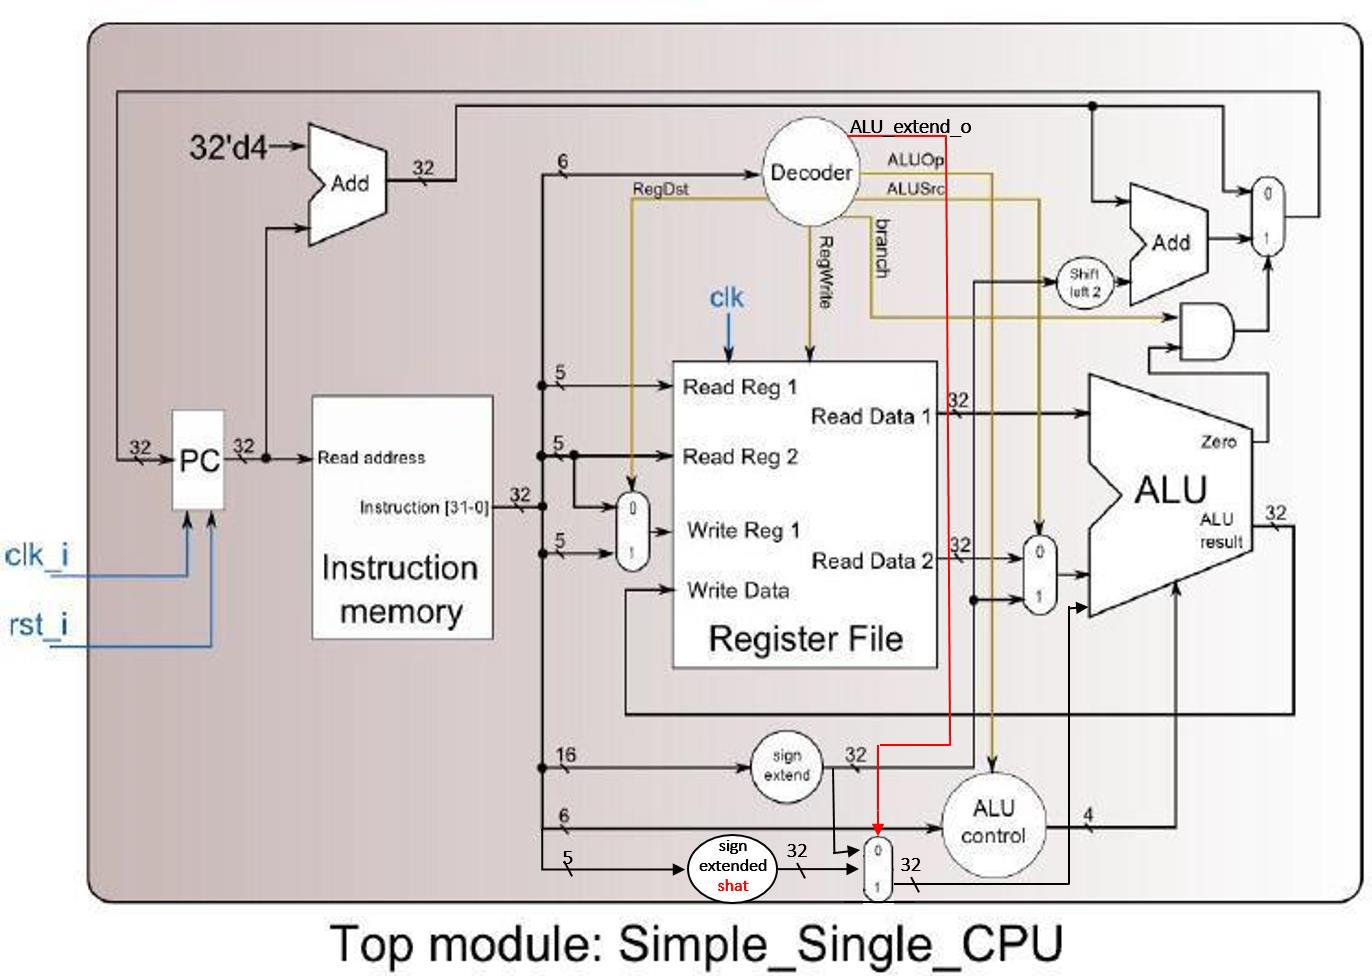 ALU_extend_o
32'd4
Add
32
6
Decoder
ALUOp
RegDst
ALUSrc
RegWrite
branch
clk
Add
0
1
Shift
left 2
5
Read Reg 1
Read Data 1
32
32
PC
32
Read address
5
Read Reg 2
Zero
Instruction [31-0]
32
0
1
5
Write Reg 1
ALU
ALU
result
32
Read Data 2
32
0
1
clk_i
rst_i
Instruction
memory
Write Data
Register File
16
sign
extend
32
6
ALU
control
4
5
sign
extended
shat
32
0
1
32
Top module: Simple_Single_CPU